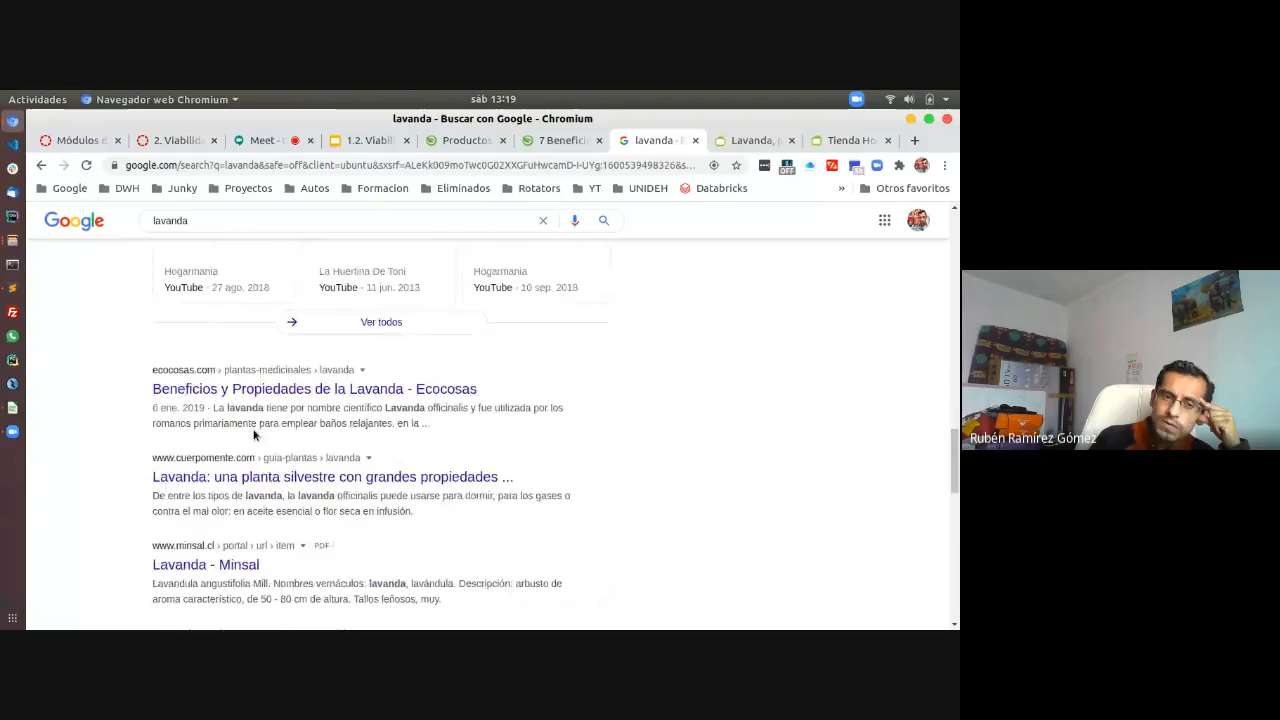 Actividades Navegador web Chromium sáb 13:19
lavanda - Buscar con Google - Chromium
Módulos d 2. Viabilid Meet - 1.2. Viabil Productos 7 Benefici lavanda - B Lavanda, p Tienda Ho
google.com/search?q=lavanda&safe=off&client=ubuntu&sxsrf=
Google DWH Junky Proyectos Autos Formacion Eliminados Rotators YT UNIDEH Databricks » Otros favoritos
Google lavanda
Hogarmania La Huertina De Toni Hogarmania
YouTube - 27 ago. 2018 YouTube - 11 jun. 2013 YouTube - 10 sep. 2018
Ver todos
ecocosas.com › plantas-medicinales › lavanda
Beneficios y Propiedades de la Lavanda - Ecocosas
6 ene. 2019 - La lavanda tiene por nombre científico Lavanda officinalis y fue utilizada por los
romanos primariamente para emplear baños relajantes, en la ...
www.cuerpomente.com › guia-plantas › lavanda
Lavanda: una planta silvestre con grandes propiedades ...
De entre los tipos de lavanda, la lavanda officinalis puede usarse para dormir, para los gases o
contra el mal olor: en aceite esencial o flor seca en infusión.
www.minsal.cl › portal › url › item PDF
Lavanda - Minsal
Lavandula angustifolia Mill. Nombres vernáculos: lavanda, lavándula. Descripción: arbusto de
aroma característico, de 50 - 80 cm de altura. Tallos leñosos, muy.
Rubén Ramírez Gómez